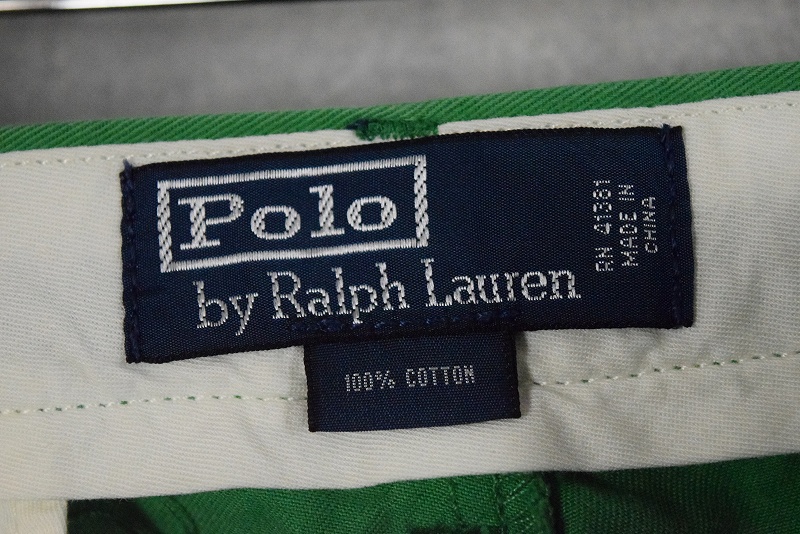 Polo
by Ralph Lauren
RN 41381
MADE IN
CHINA
100% COTTON